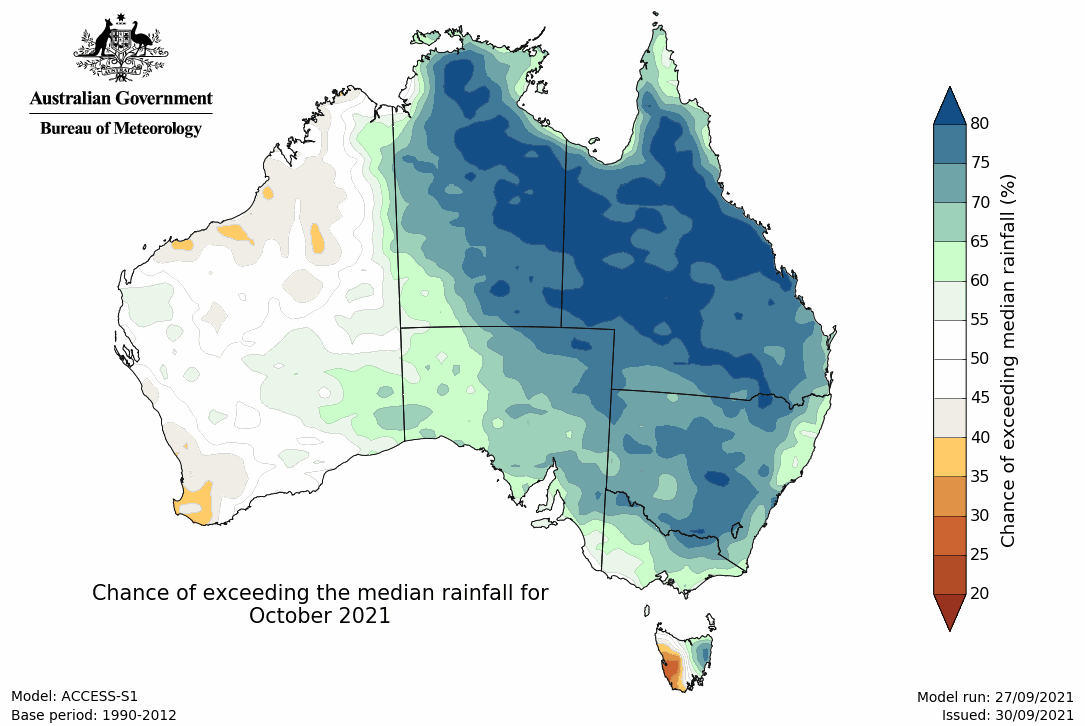 AUSTRALIA
Australian Government
Bureau of Meteorology
80
75
70
65
60
55
50
45
40
35
30
25
20
Chance of exceeding median rainfall (%)
Chance of exceeding the median rainfall for
October 2021
Model: ACCESS-S1
Base period: 1990-2012
Model run: 27/09/2021
Issued: 30/09/2021